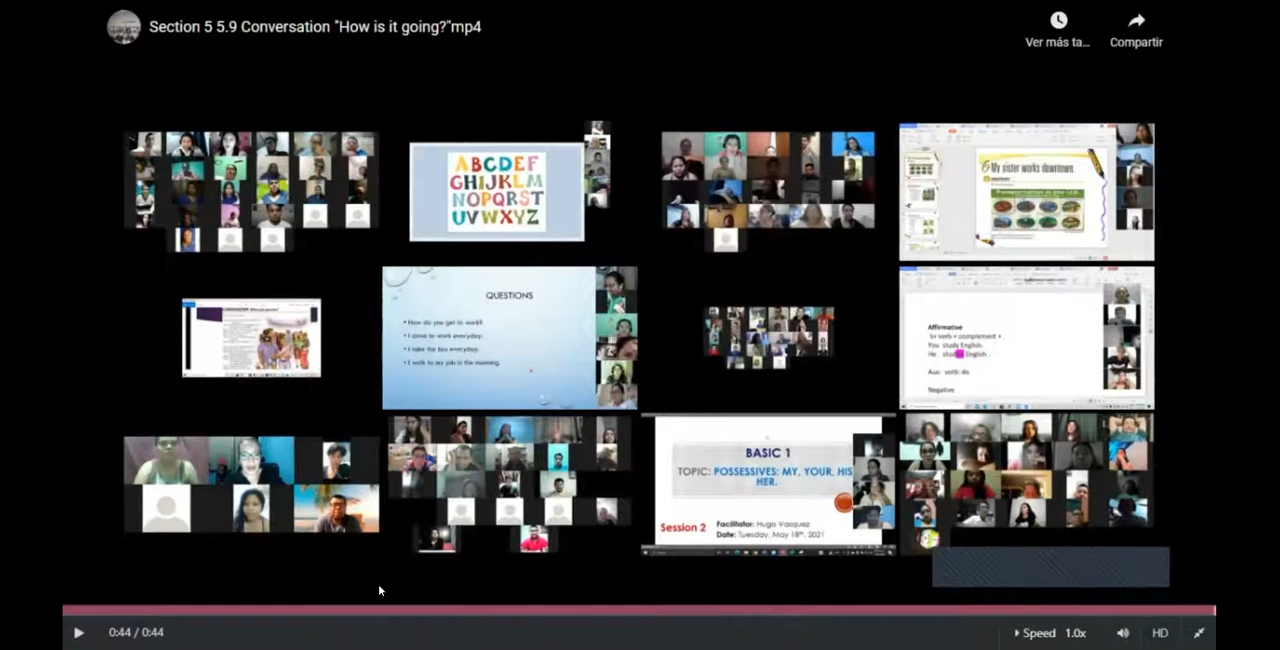 Section 5 5.9 Conversation "How is it going?"mp4
Ver más ta...
Compartir
ABCDEF
GHIJKLM
NOPQRST
UVWXYZ
6 My sister works downtown.
QUESTIONS
• How do you get to work?
• I drive to work everyday.
• I take the bus everyday.
• I walk to my job in the morning.
Affirmative
S+ verb + complement + .
You study English.
He English .
Aux: verb: do
Negative
BASIC 1
TOPIC: POSSESSIVES: MY, YOUR, HIS
HER.
Session 2
Facilitator: Hugo Vasquez
Date: Tuesday, May 18th, 2021
0:44 / 0:44
Speed 1.0x
HD